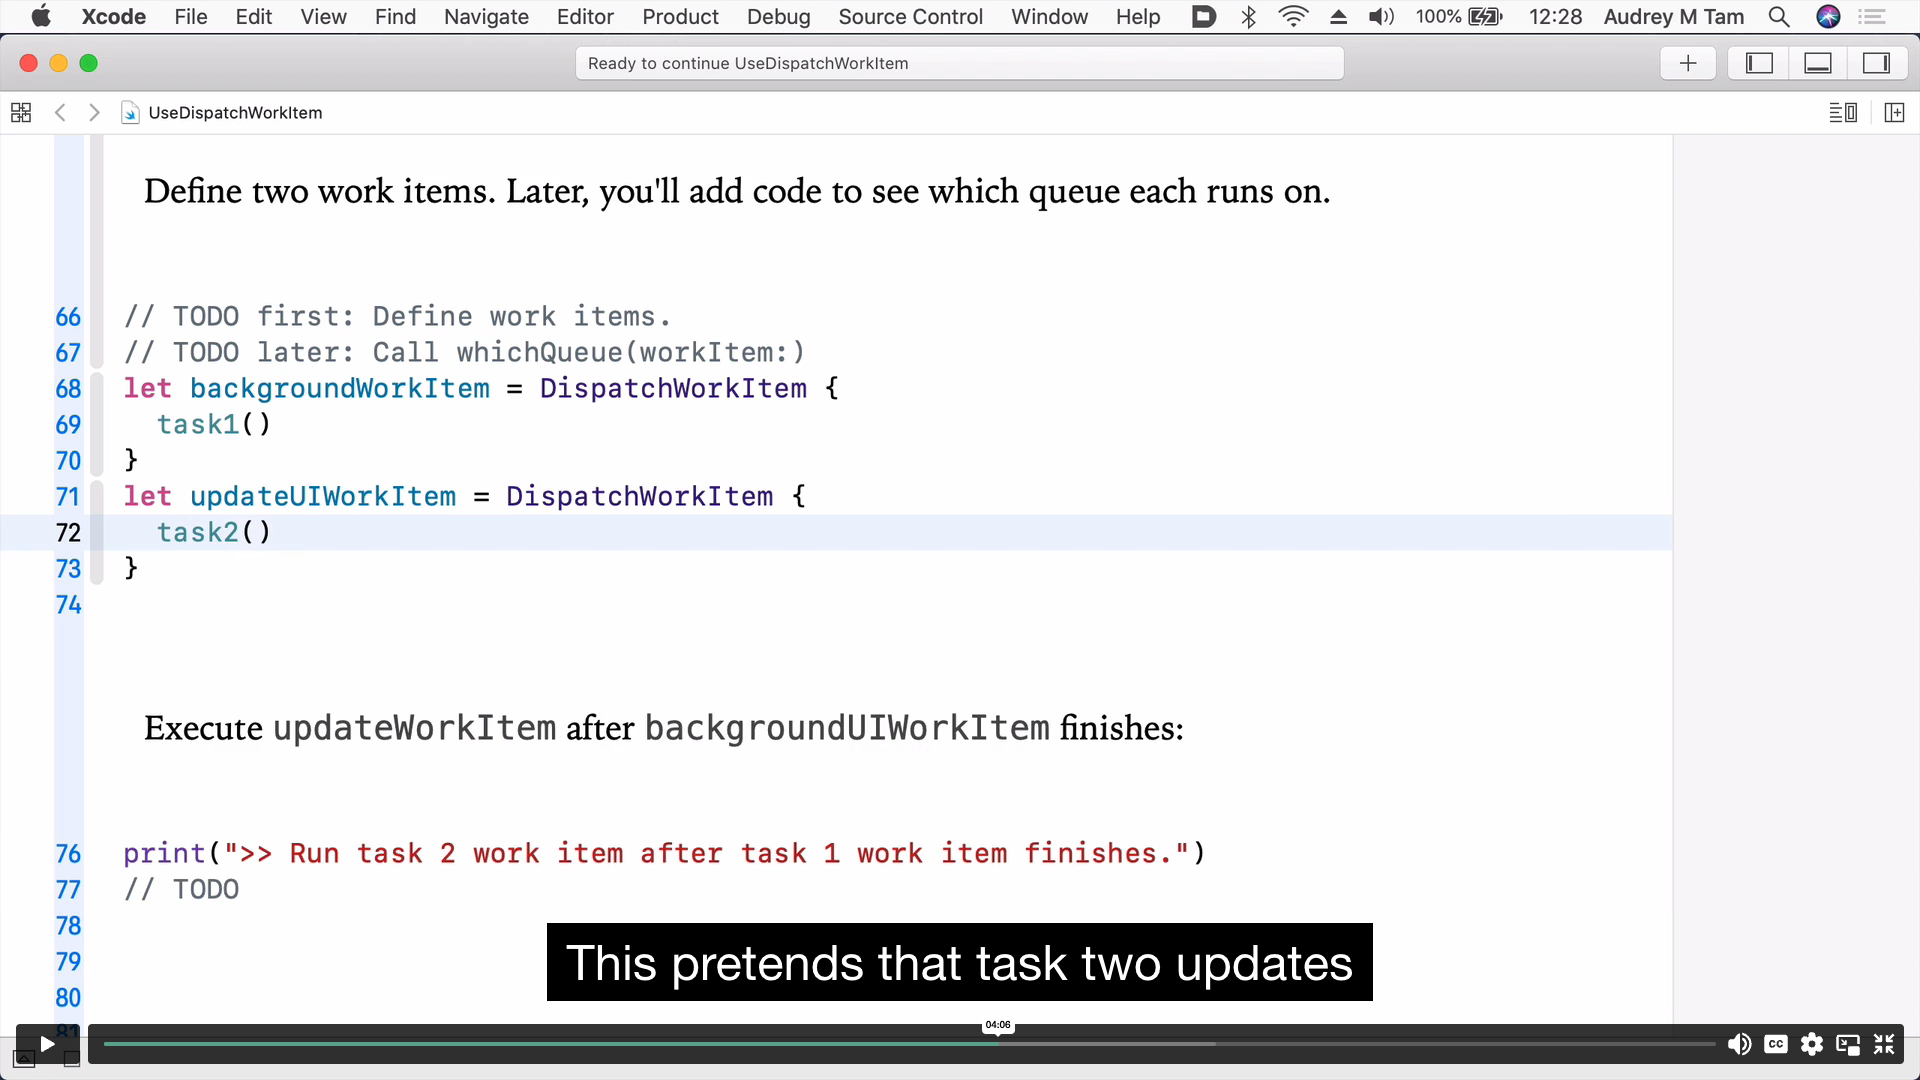 Xcode File Edit View Find Navigate Editor Product Debug Source Control Window Help 100% 12:28 Audrey M Tam
Ready to continue UseDispatchWorkItem
UseDispatchWorkItem
Define two work items. Later, you'll add code to see which queue each runs on.
66 // TODO first: Define work items.
67 // TODO later: Call whichQueue(workItem:)
68 let backgroundWorkItem = DispatchWorkItem {
69 task1()
70 }
71 let updateUIWorkItem = DispatchWorkItem {
72 task2()
73 }
74
Execute updateWorkItem after backgroundUIWorkItem finishes:
76 print(">> Run task 2 work item after task 1 work item finishes.")
77 // TODO
78
79
80
81
This pretends that task two updates
04:06
CC